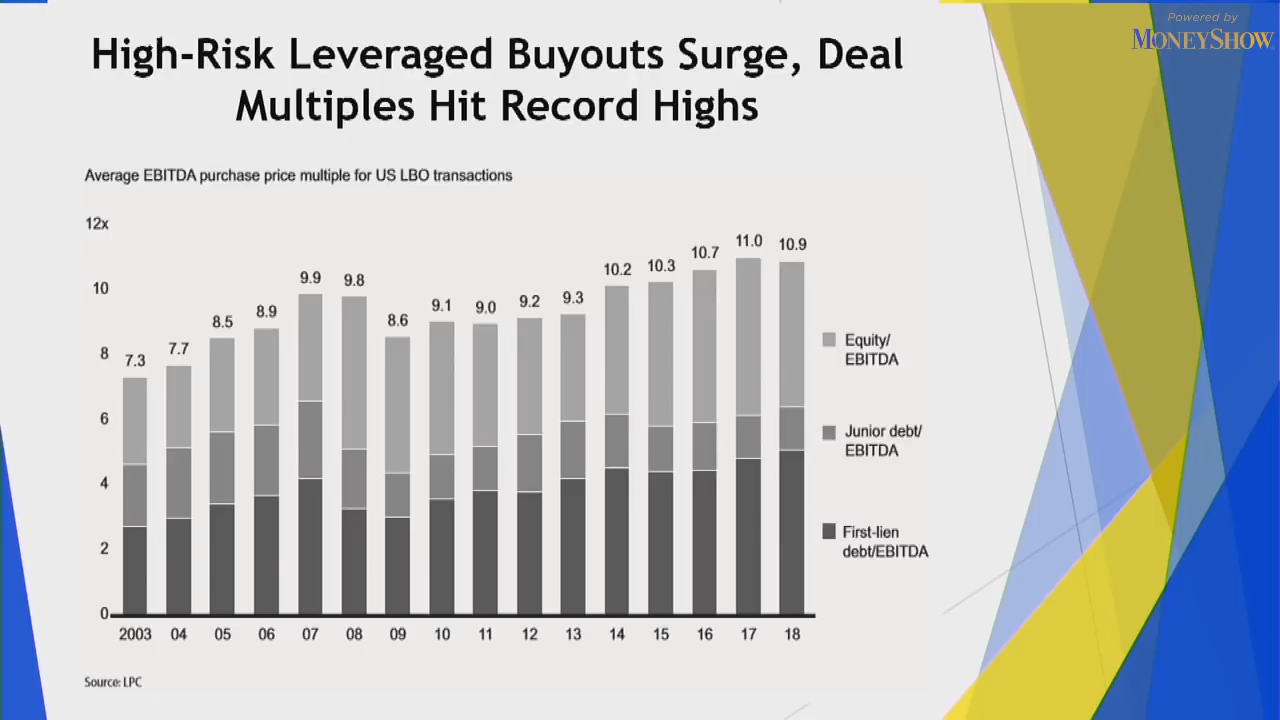 Powered by
MONEYSHOW
High-Risk Leveraged Buyouts Surge, Deal
Multiples Hit Record Highs
Average EBITDA purchase price multiple for US LBO transactions
12x
10
8
6
4
2
0
7.3
7.7
8.5
8.9
9.9
9.8
8.6
9.1
9.0
9.2
9.3
10.2
10.3
10.7
11.0
10.9
Equity/
EBITDA
Junior debt/
EBITDA
First-lien
debt/EBITDA
2003 04 05 06 07 08 09 10 11 12 13 14 15 16 17 18
Source: LPC